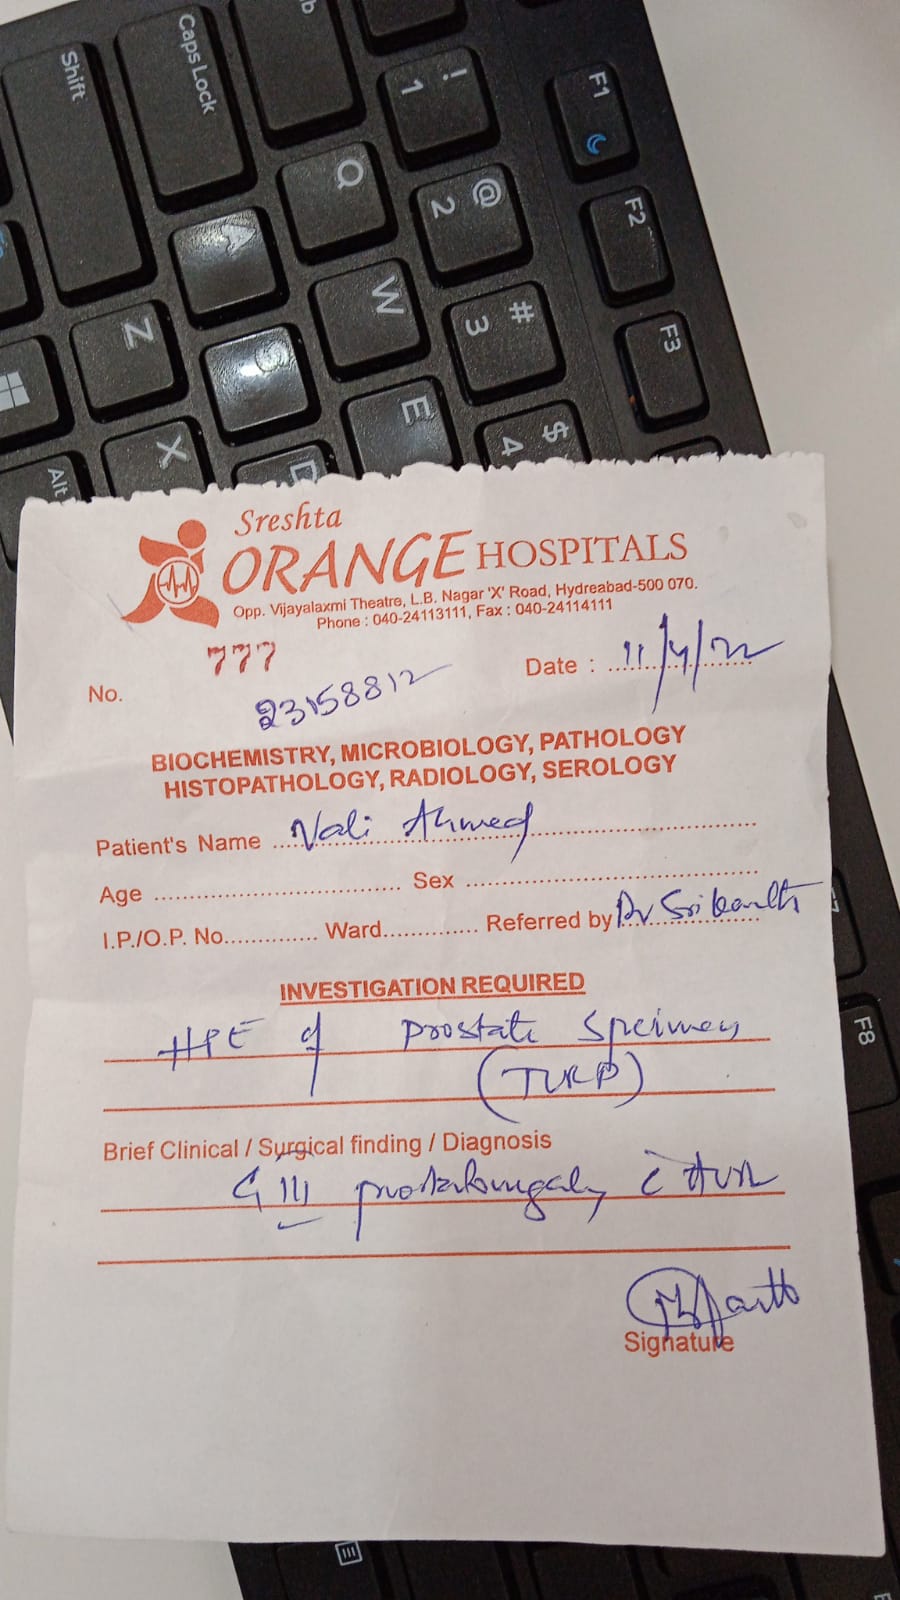 b
Caps Lock
Shift
! 1
F1
Q
@ 2
F2
A
W
# 3
F3
Z
E
$ 4
X
Alt
Sreshta
ORANGE HOSPITALS
Opp. Vijayalaxmi Theatre, L.B. Nagar 'X' Road, Hydreabad-500 070.
Phone : 040-24113111, Fax : 040-24114111
No. 777 Date : 11/4/22
23158812
BIOCHEMISTRY, MICROBIOLOGY, PATHOLOGY
HISTOPATHOLOGY, RADIOLOGY, SEROLOGY
Patient's Name Vali Ahmed
Age Sex
I.P./O.P. No. Ward Referred by Dr Srikanth
INVESTIGATION REQUIRED
HPE of prostate specimen
(TURP)
Brief Clinical / Surgical finding / Diagnosis
G III prostatomegaly c̄
Signature
F8